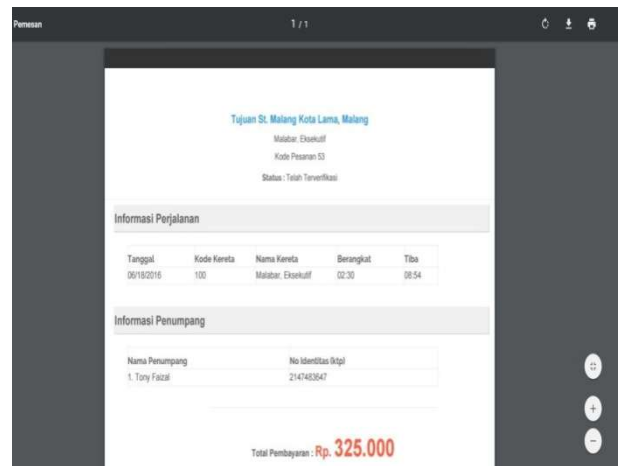 Pemesan
1 / 1
Tujuan St. Malang Kota Lama, Malang
Malabar, Eksekutif
Kode Pesanan 53
Status : Telah Terverifikasi
Informasi Perjalanan
Tanggal Kode Kereta Nama Kereta Berangkat Tiba
06/18/2016 100 Malabar, Eksekutif 02:30 08:54
Informasi Penumpang
Nama Penumpang No Identitas (ktp)
1. Tony Faizal 2147483647
Total Pembayaran : Rp. 325.000